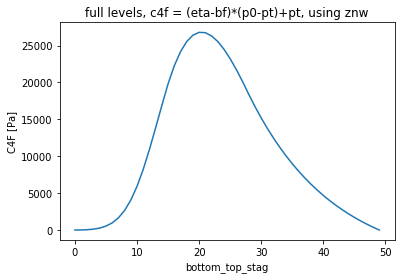 full levels, c4f = (eta-bf)*(p0-pt)+pt, using znw
C4F [Pa]
25000
20000
15000
10000
5000
0
0 10 20 30 40 50
bottom_top_stag